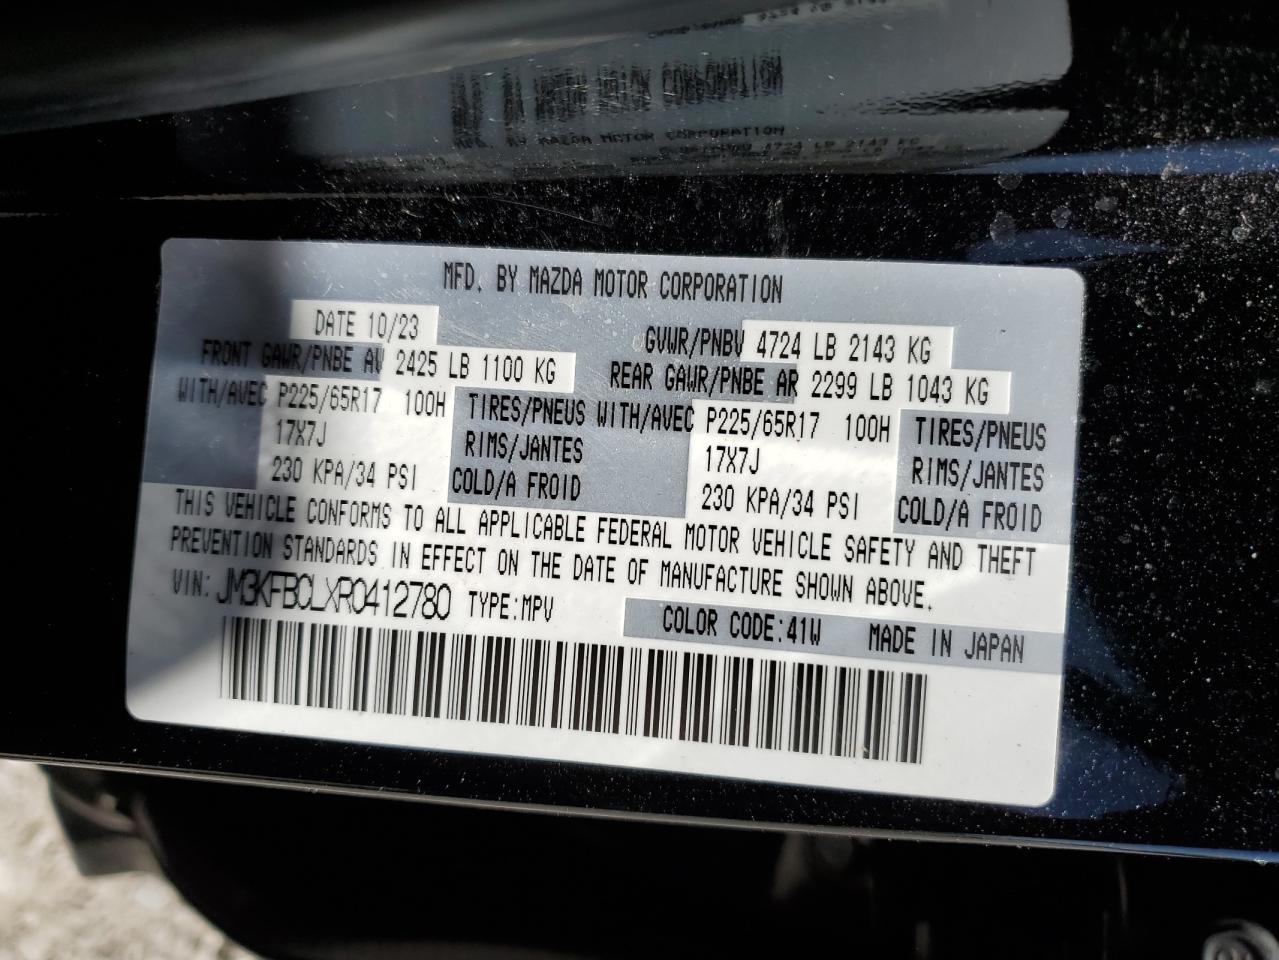 MFD. BY MAZDA MOTOR CORPORATION
DATE 10/23 GVWR/PNBV 4724 LB 2143 KG
FRONT GAWR/PNBE AV 2425 LB 1100 KG REAR GAWR/PNBE AR 2299 LB 1043 KG
WITH/AVEC P225/65R17 100H TIRES/PNEUS WITH/AVEC P225/65R17 100H TIRES/PNEUS
17X7J RIMS/JANTES 17X7J RIMS/JANTES
230 KPA/34 PSI COLD/A FROID 230 KPA/34 PSI COLD/A FROID
THIS VEHICLE CONFORMS TO ALL APPLICABLE FEDERAL MOTOR VEHICLE SAFETY AND THEFT
PREVENTION STANDARDS IN EFFECT ON THE DATE OF MANUFACTURE SHOWN ABOVE.
VIN: JM3KFBCLXR0412780 TYPE:MPV COLOR CODE:41W MADE IN JAPAN